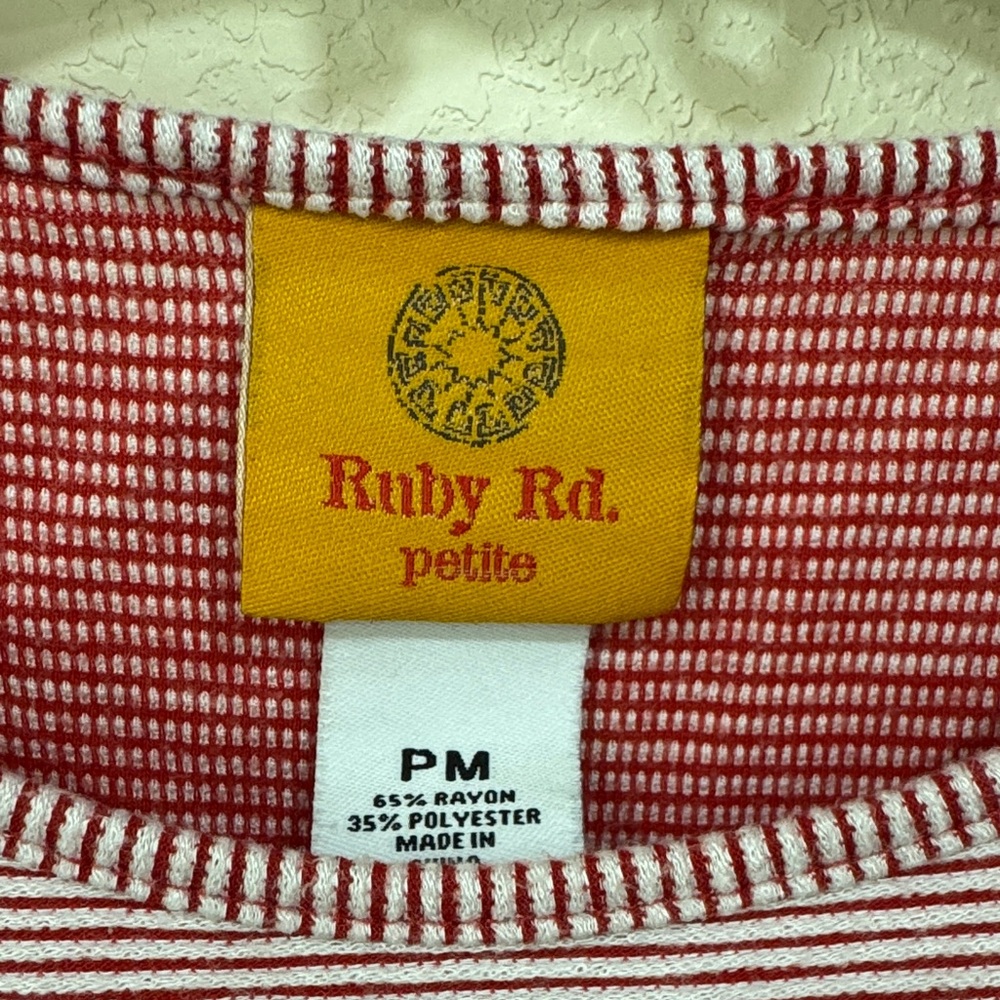 Ruby Rd.
petite
PM
65% RAYON
35% POLYESTER
MADE IN